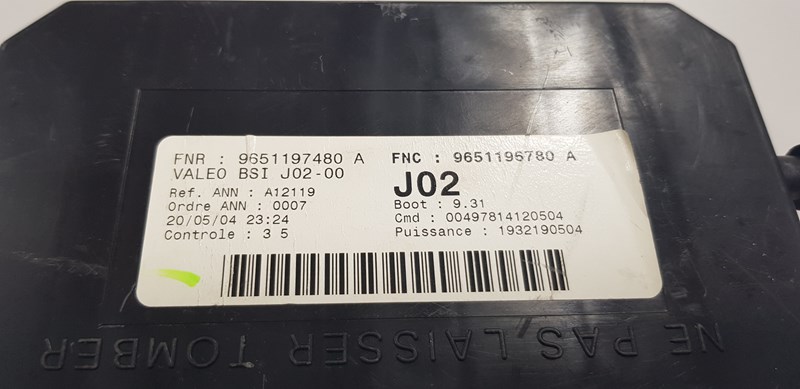 FNR : 9651197480 A
VALEO BSI J02-00
Ref. ANN : A12119
Ordre ANN : 0007
20/05/04 23:24
Controle : 3 5
FNC : 9651196780 A
J02
Boot : 9.31
Cmd : 00497814120504
Puissance : 1932190504
NE PAS LAISSER TOMBER